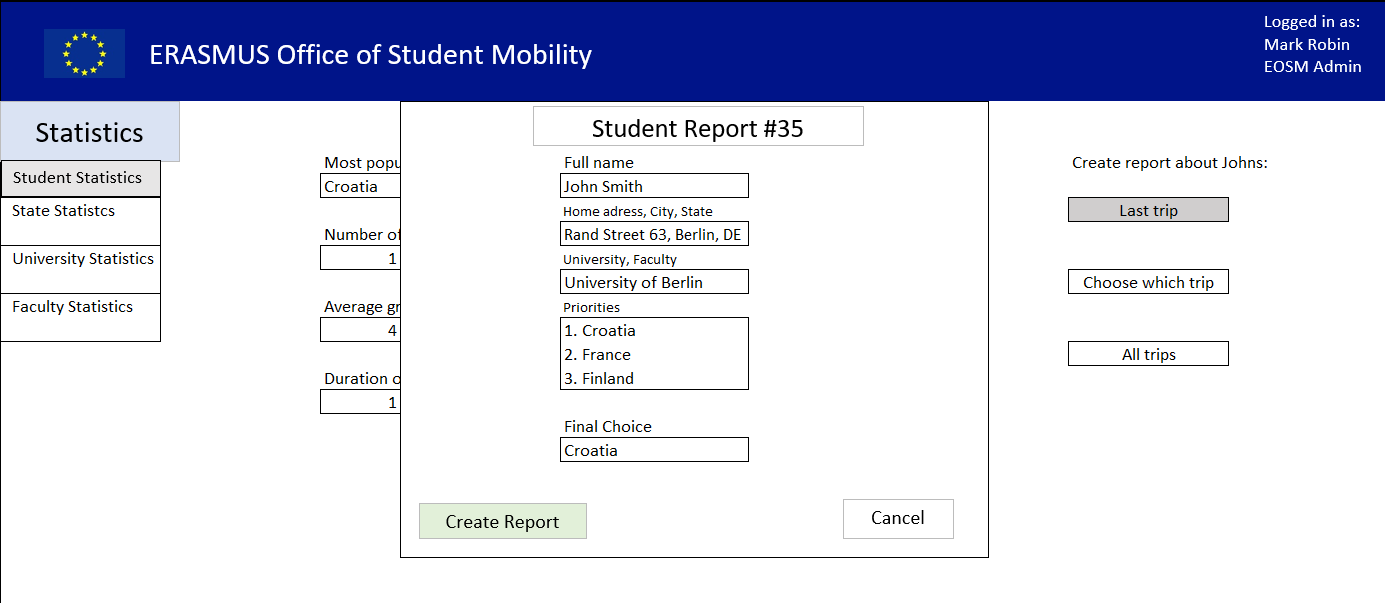 ERASMUS Office of Student Mobility
Logged in as:
Mark Robin
EOSM Admin
Statistics
Student Statistics
State Statistcs
University Statistics
Faculty Statistics
Most popu
Croatia
Number of
1
Average gr
4
Duration o
1
Student Report #35
Full name
John Smith
Home adress, City, State
Rand Street 63, Berlin, DE
University, Faculty
University of Berlin
Priorities
1. Croatia
2. France
3. Finland
Final Choice
Croatia
Create Report
Cancel
Create report about Johns:
Last trip
Choose which trip
All trips